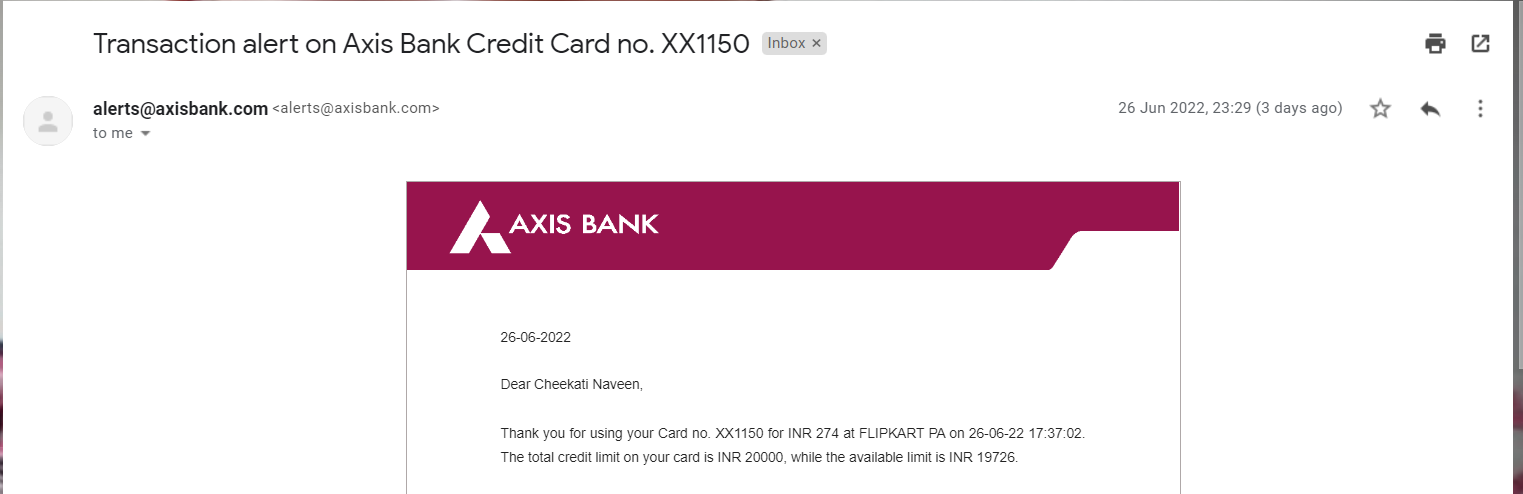 Transaction alert on Axis Bank Credit Card no. XX1150 Inbox ×
alerts@axisbank.com <alerts@axisbank.com> 26 Jun 2022, 23:29 (3 days ago)
to me
AXIS BANK
26-06-2022
Dear Cheekati Naveen,
Thank you for using your Card no. XX1150 for INR 274 at FLIPKART PA on 26-06-22 17:37:02.
The total credit limit on your card is INR 20000, while the available limit is INR 19726.